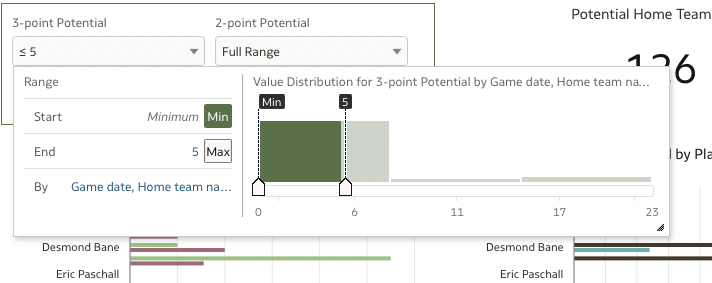 3-point Potential
2-point Potential
Potential Home Team
≤ 5
Full Range
Range
Value Distribution for 3-point Potential by Game date, Home team na...
Start
Minimum
Min
End
5
Max
By
Game date, Home team na...
Min
5
0
6
11
17
23
d by Pla
Desmond Bane
Eric Paschall
Desmond Bane
Eric Paschall